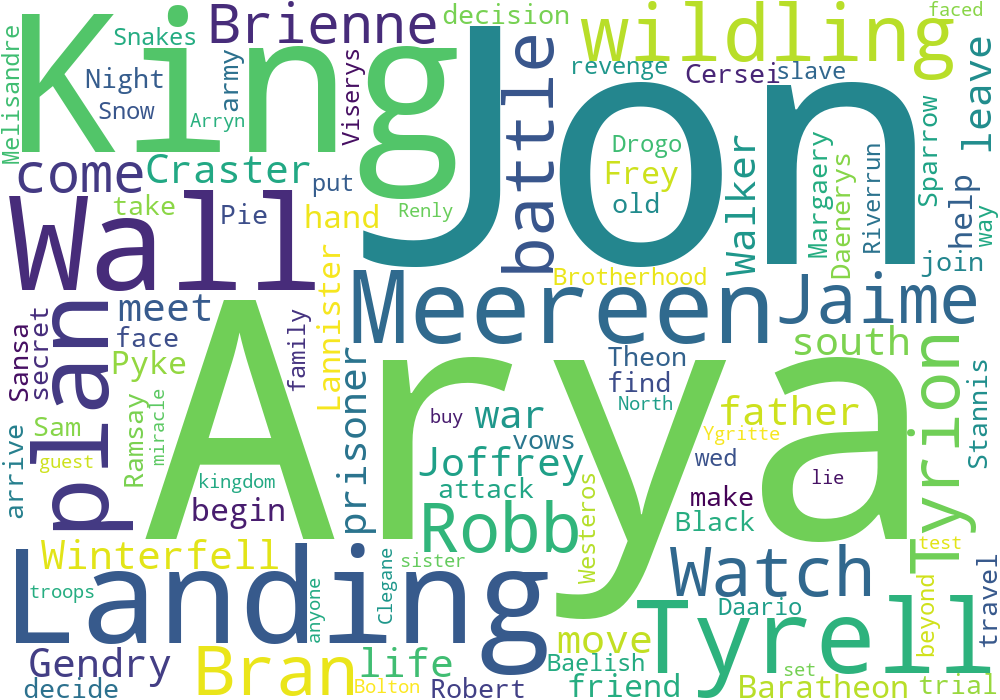 King
Jon
Snakes
Brienne
decision
wildling
faced
Melisandre
Night
Snow
army
Arryn
Viserys
battle
revenge
Cersei
slave
leave
come
Craster
put
Drogo
Frey
old
Walker
Margaery
Daenerys
Riverrun
Sparrow
help
way
join
Wall
take
Pie
hand
Renly
Brotherhood
plan
meet
face
Pyke
Lannister
family
Meereen
Jaime
south
Sansa
secret
Arya
prisoner
Theon
find
North
father
Tyrion
Stannis
Sam
guest
arrive
Ramsay
miracle
buy
war
vows
Ygritte
wed
lie
Joffrey
attack
kingdom
begin
Robb
make
Black
Westeros
test
Winterfell
Watch
troops
Landing
anyone
Clegane
sister
Tyrell
Daario
beyond
travel
Gendry
Bran
life
move
Baelish
decide
Bolton
Robert
friend
set
Baratheon
trial